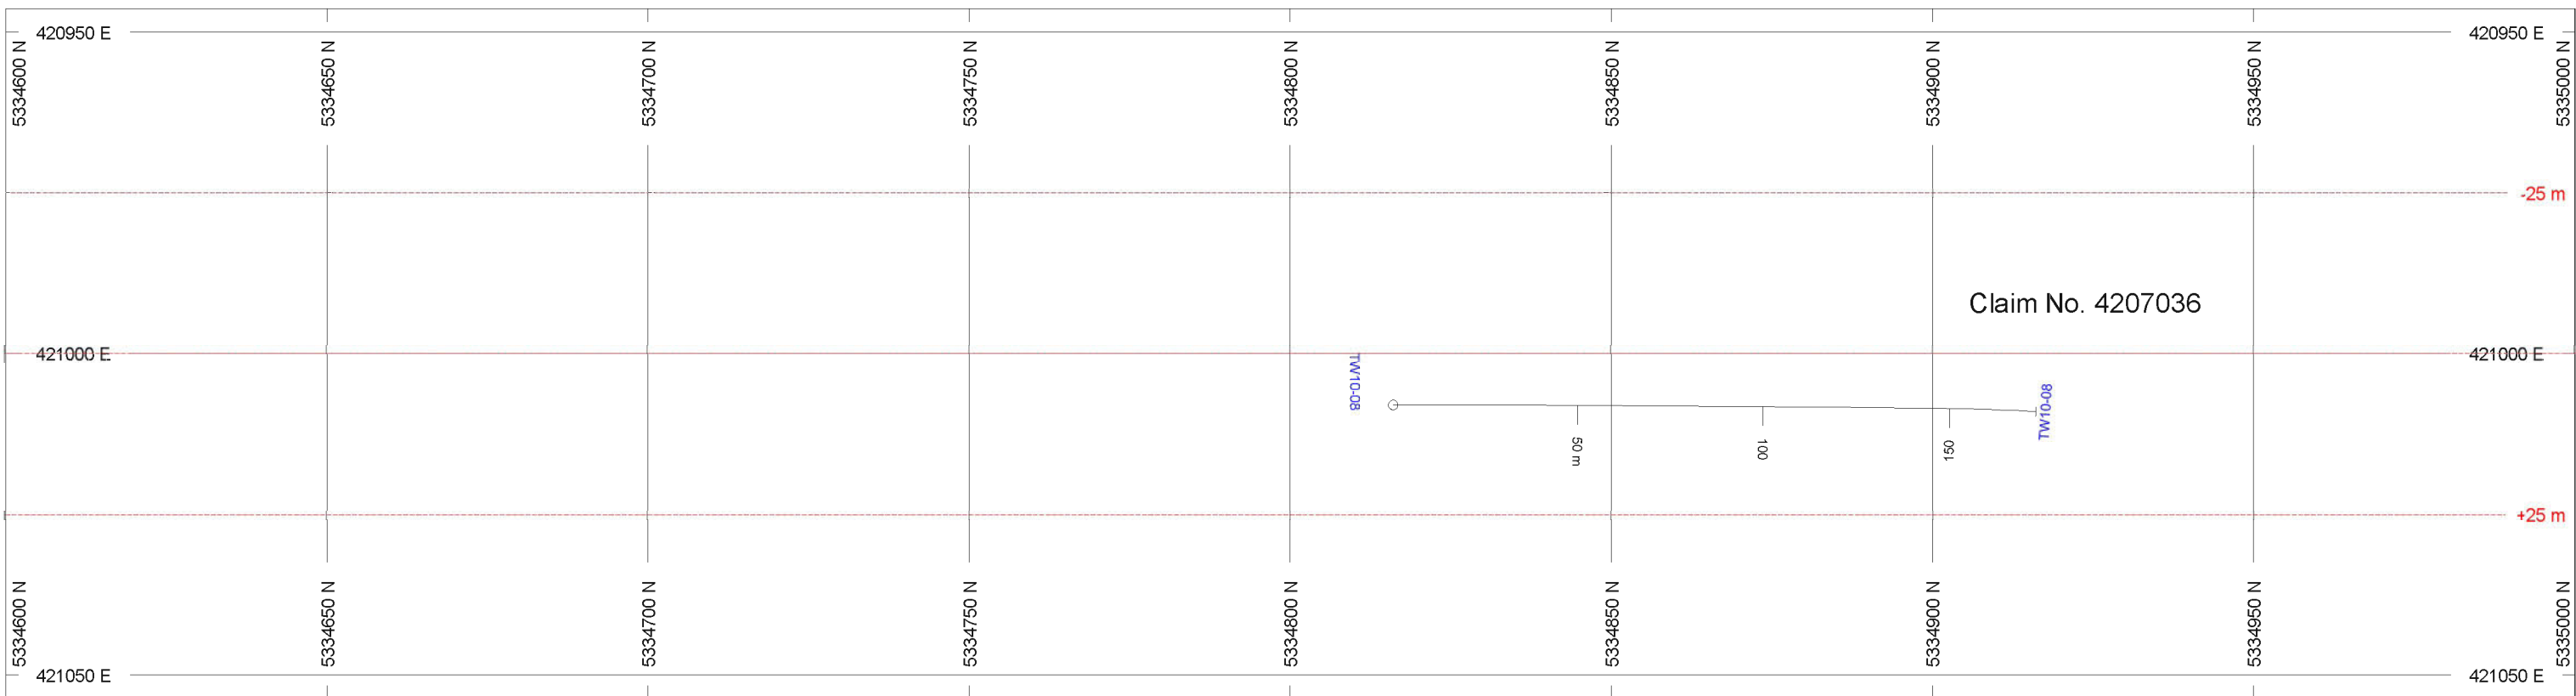 420950 E
420950 E
5334600 N
5334650 N
5334700 N
5334750 N
5334800 N
5334850 N
5334900 N
5334950 N
5335000 N
-25 m
Claim No. 4207036
421000 E
421000 E
TW10-08
TW10-08
50 m
100
150
+25 m
5334600 N
5334650 N
5334700 N
5334750 N
5334800 N
5334850 N
5334900 N
5334950 N
5335000 N
421050 E
421050 E